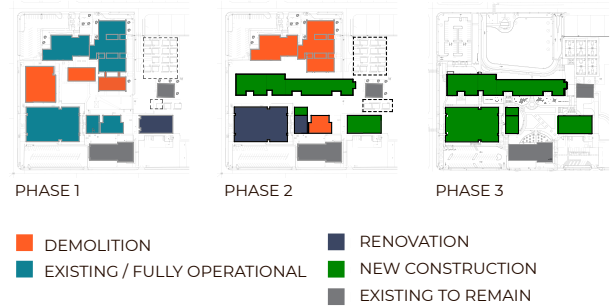 PHASE 1
PHASE 2
PHASE 3
DEMOLITION
EXISTING / FULLY OPERATIONAL
RENOVATION
NEW CONSTRUCTION
EXISTING TO REMAIN